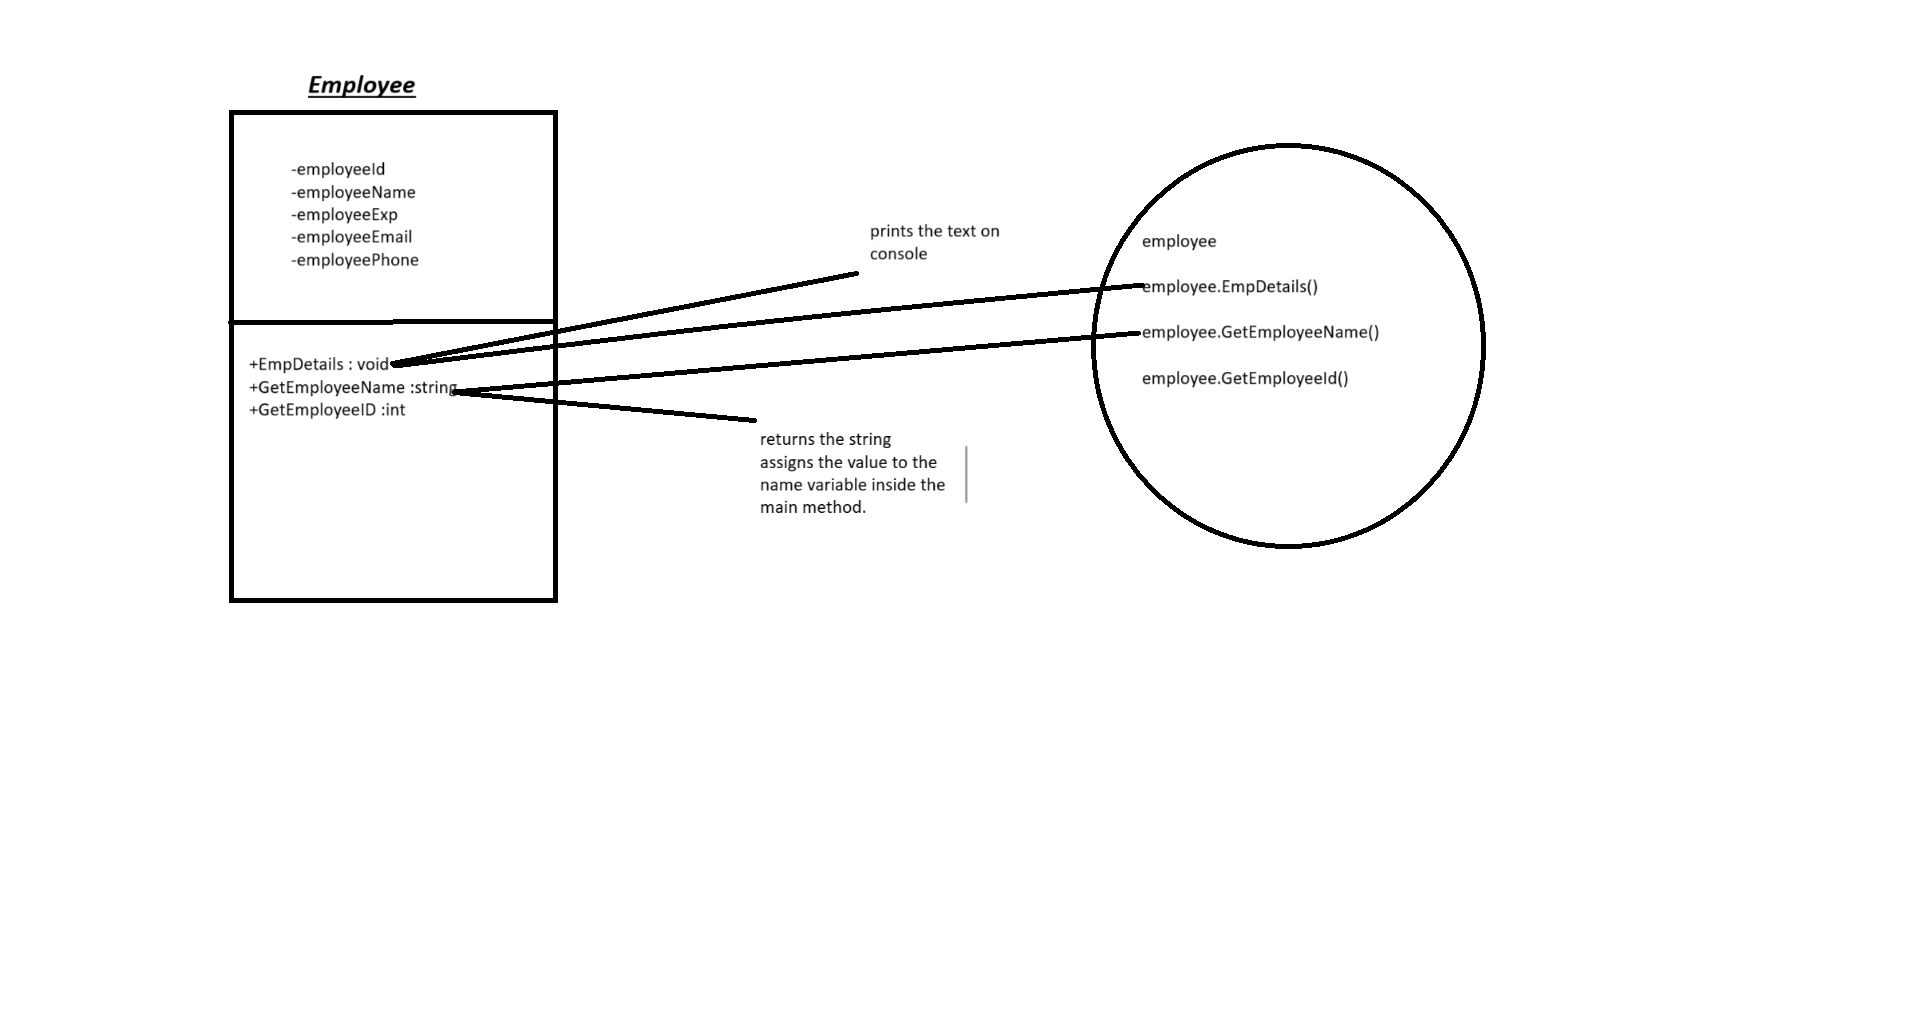 Employee
-employeeId
-employeeName
-employeeExp
-employeeEmail
-employeePhone
+EmpDetails : void
+GetEmployeeName :string
+GetEmployeeID :int
prints the text on
console
returns the string
assigns the value to the
name variable inside the
main method.
employee
employee.EmpDetails()
employee.GetEmployeeName()
employee.GetEmployeeId()